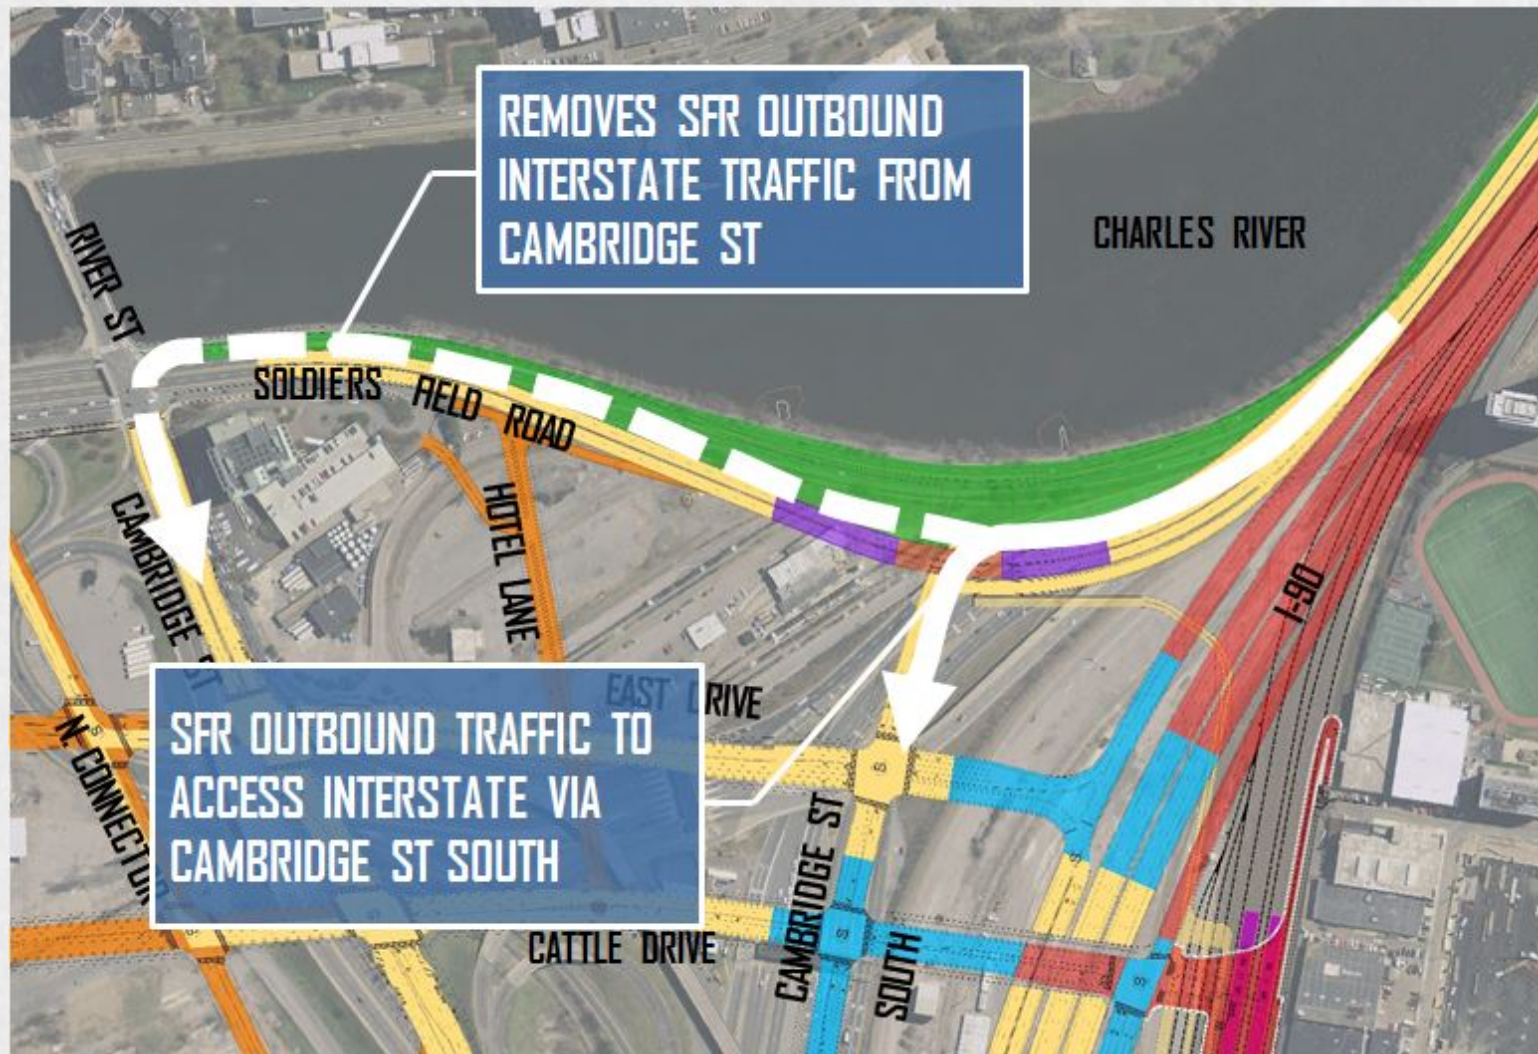 REMOVES SFR OUTBOUND
INTERSTATE TRAFFIC FROM
CAMBRIDGE ST
CHARLES RIVER
RIVER ST
SOLDIERS FIELD ROAD
CAMBRIDGE ST
HOTEL LANE
I-90
EAST DRIVE
SFR OUTBOUND TRAFFIC TO
ACCESS INTERSTATE VIA
CAMBRIDGE ST SOUTH
N. CONNECTOR
CATTLE DRIVE
CAMBRIDGE ST
SOUTH
S
S
S
S
S